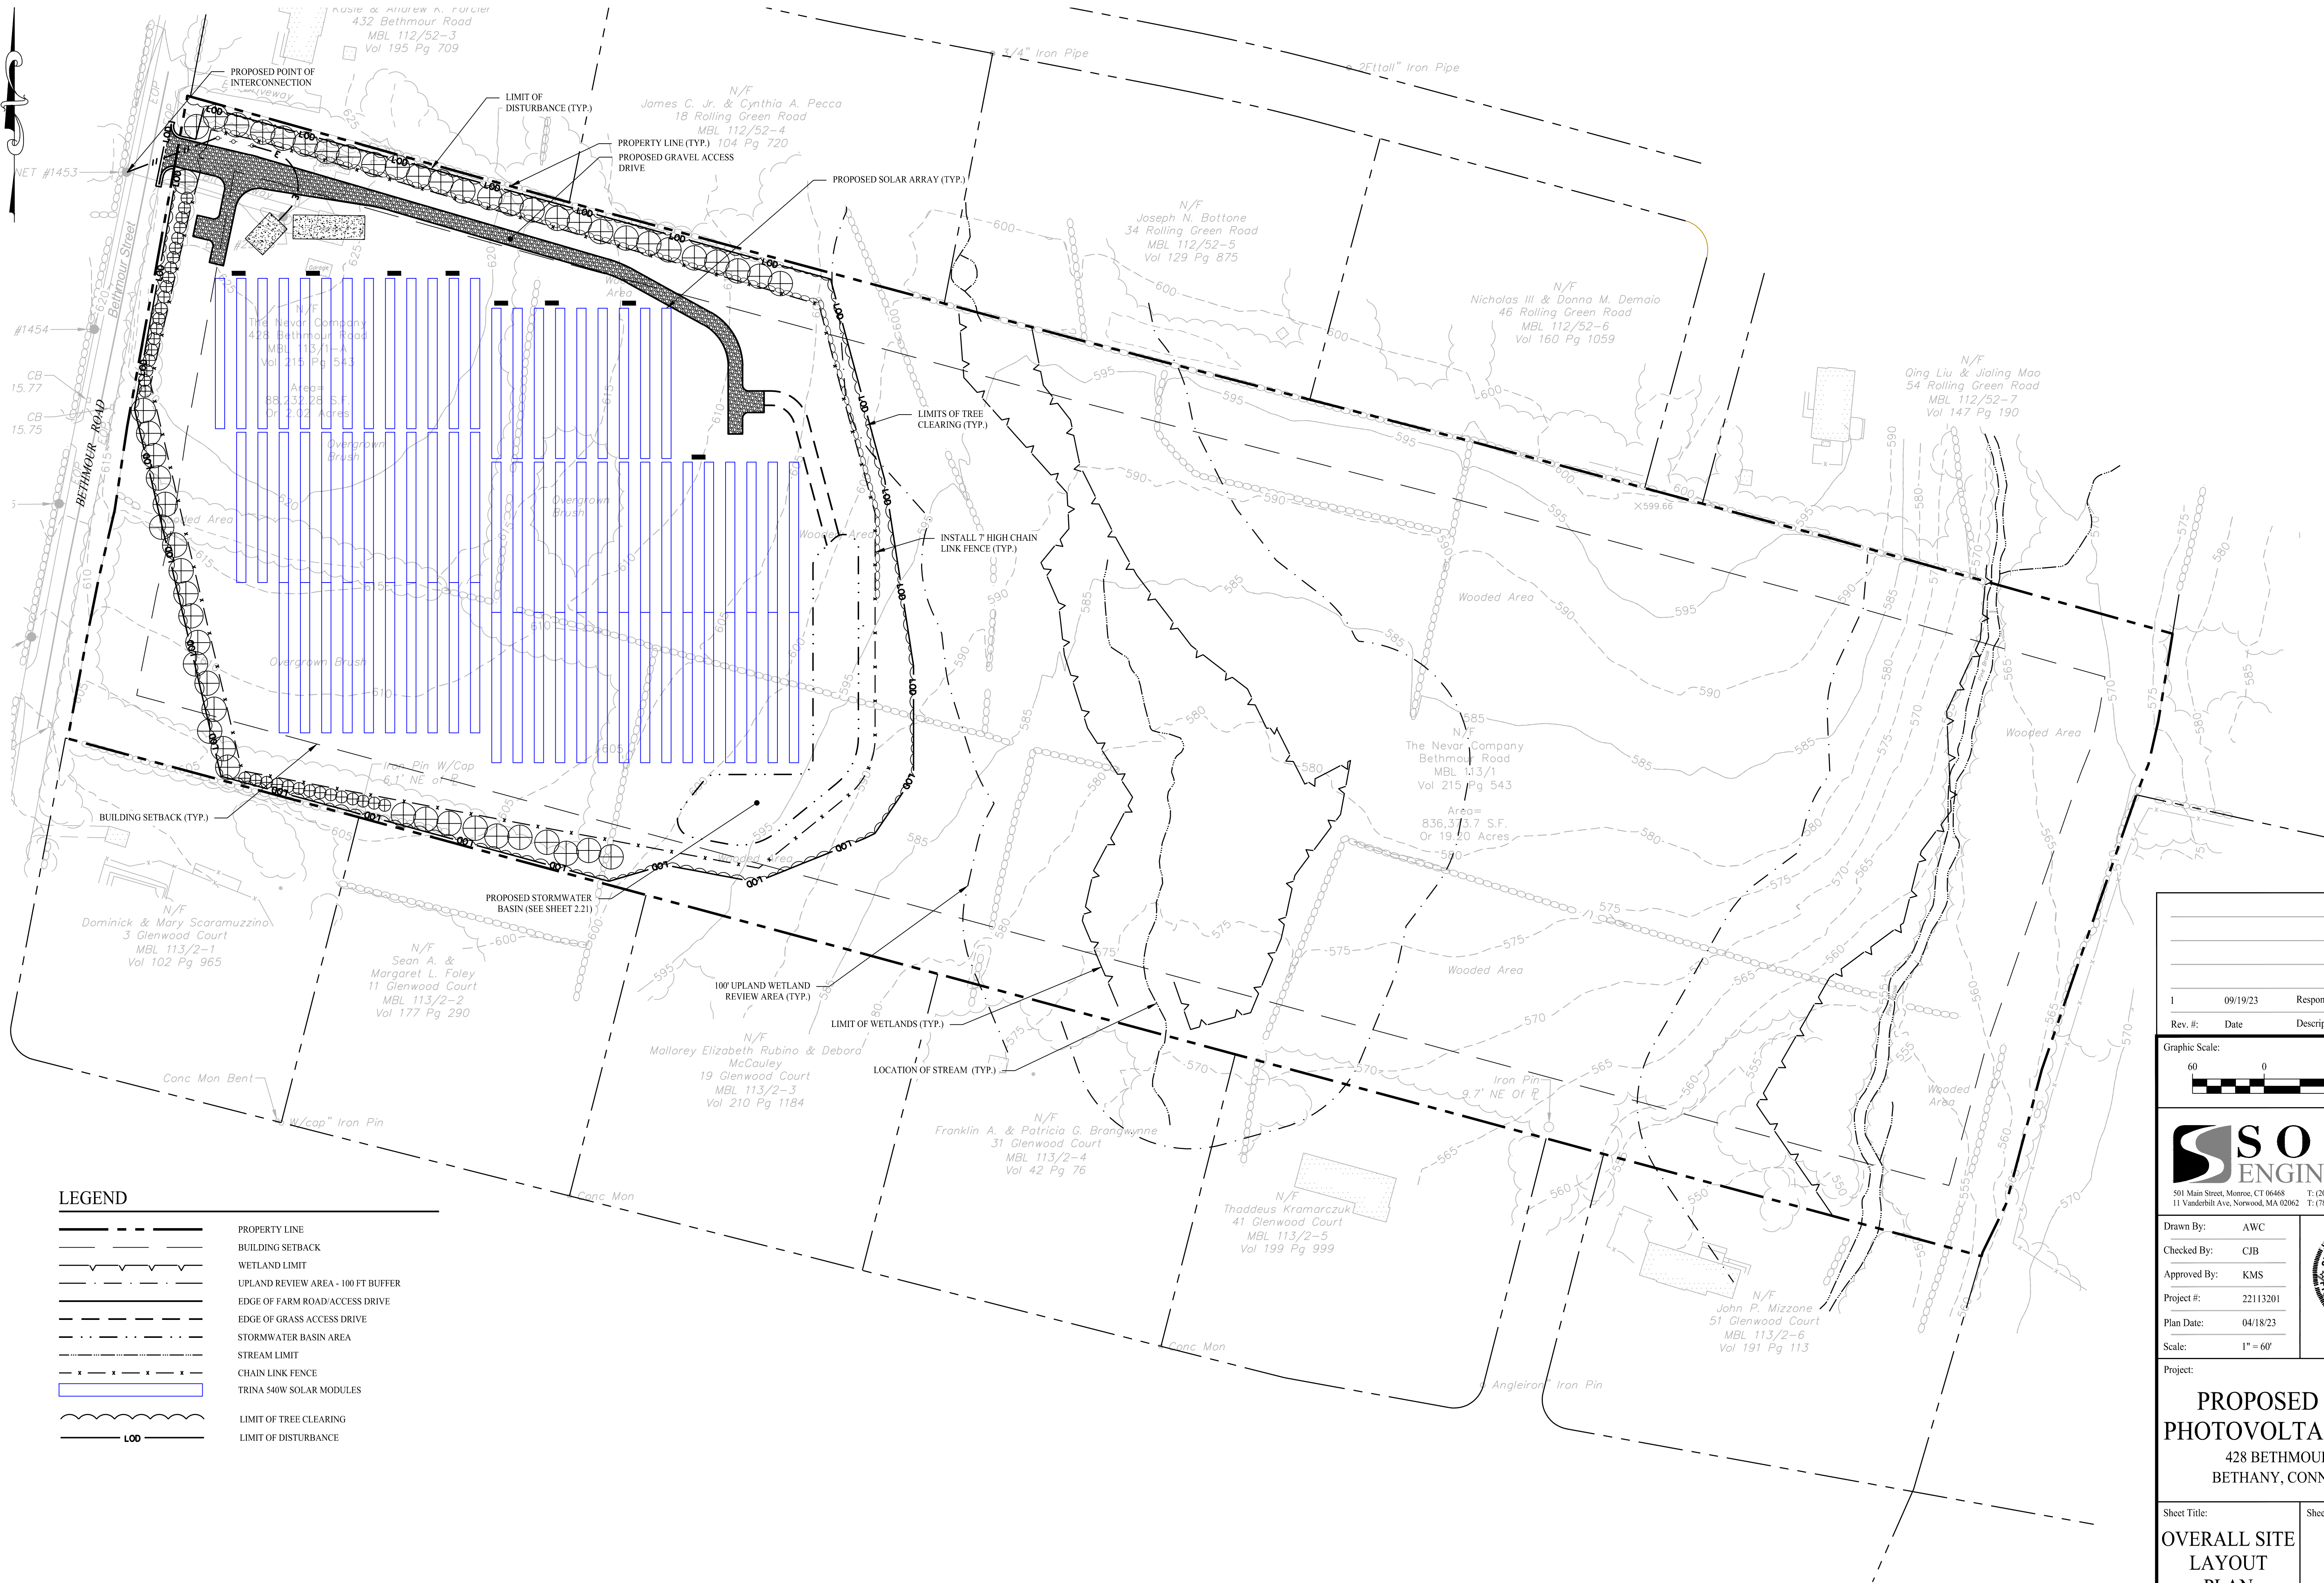 Kasie & Andrew K. Forcier
432 Bethmour Road
MBL 112/52-3
Vol 195 Pg 709
PROPOSED POINT OF
INTERCONNECTION
LIMIT OF
DISTURBANCE (TYP.)
N/F
James C. Jr. & Cynthia A. Pecca
18 Rolling Green Road
MBL 112/52-4
104 Pg 720
PROPERTY LINE (TYP.)
PROPOSED GRAVEL ACCESS
DRIVE
PROPOSED SOLAR ARRAY (TYP.)
3/4" Iron Pipe
2Fttall" Iron Pipe
N/F
Joseph N. Bottone
34 Rolling Green Road
MBL 112/52-5
Vol 129 Pg 875
N/F
Nicholas III & Donna M. Demaio
46 Rolling Green Road
MBL 112/52-6
Vol 160 Pg 1059
N/F
Qing Liu & Jialing Mao
54 Rolling Green Road
MBL 112/52-7
Vol 147 Pg 190
NET #1453
#1454
CB
15.77
CB
15.75
Bethmour Street
BETHMOUR ROAD
N/F
The Nevar Company
428 Bethmour Road
MBL 113/1-A
Vol 215 Pg 543
Area=
88,232.28 S.F.
Or 2.02 Acres
Overgrown
Brush
Overgrown
Brush
Overgrown Brush
Wooded Area
Wooded Area
Wooded Area
LIMITS OF TREE
CLEARING (TYP.)
INSTALL 7' HIGH CHAIN
LINK FENCE (TYP.)
599.66
Wooded Area
Wooded Area
N/F
The Nevar Company
Bethmour Road
MBL 113/1
Vol 215 Pg 543
Area=
836,373.7 S.F.
Or 19.20 Acres
Wooded Area
Wooded
Area
Iron Pin W/Cap
6.1' NE of
BUILDING SETBACK (TYP.)
PROPOSED STORMWATER
BASIN (SEE SHEET 2.21)
100' UPLAND WETLAND
REVIEW AREA (TYP.)
LIMIT OF WETLANDS (TYP.)
LOCATION OF STREAM (TYP.)
N/F
Dominick & Mary Scaramuzzino
3 Glenwood Court
MBL 113/2-1
Vol 102 Pg 965
N/F
Sean A. &
Margaret L. Foley
11 Glenwood Court
MBL 113/2-2
Vol 177 Pg 290
N/F
Mallorey Elizabeth Rubino & Debora
McCauley
19 Glenwood Court
MBL 113/2-3
Vol 210 Pg 1184
N/F
Franklin A. & Patricia G. Brangwynne
31 Glenwood Court
MBL 113/2-4
Vol 42 Pg 76
N/F
Thaddeus Kramarczuk
41 Glenwood Court
MBL 113/2-5
Vol 199 Pg 999
N/F
John P. Mizzone
51 Glenwood Court
MBL 113/2-6
Vol 191 Pg 113
Iron Pin
9.7' NE Of
Conc Mon Bent
W/cap" Iron Pin
Conc Mon
Conc Mon
Angleiron" Iron Pin
LEGEND
PROPERTY LINE
BUILDING SETBACK
WETLAND LIMIT
UPLAND REVIEW AREA - 100 FT BUFFER
EDGE OF FARM ROAD/ACCESS DRIVE
EDGE OF GRASS ACCESS DRIVE
STORMWATER BASIN AREA
STREAM LIMIT
CHAIN LINK FENCE
TRINA 540W SOLAR MODULES
LIMIT OF TREE CLEARING
LOD LIMIT OF DISTURBANCE
1 09/19/23 Respon
Rev. #: Date Descrip
Graphic Scale:
60 0
SO
ENGIN
501 Main Street, Monroe, CT 06468 T: (20
11 Vanderbilt Ave, Norwood, MA 02062 T: (78
Drawn By: AWC
Checked By: CJB
Approved By: KMS
Project #: 22113201
Plan Date: 04/18/23
Scale: 1" = 60'
Project:
PROPOSED
PHOTOVOLTA
428 BETHMOU
BETHANY, CONN
Sheet Title: Shee
OVERALL SITE
LAYOUT
PLAN